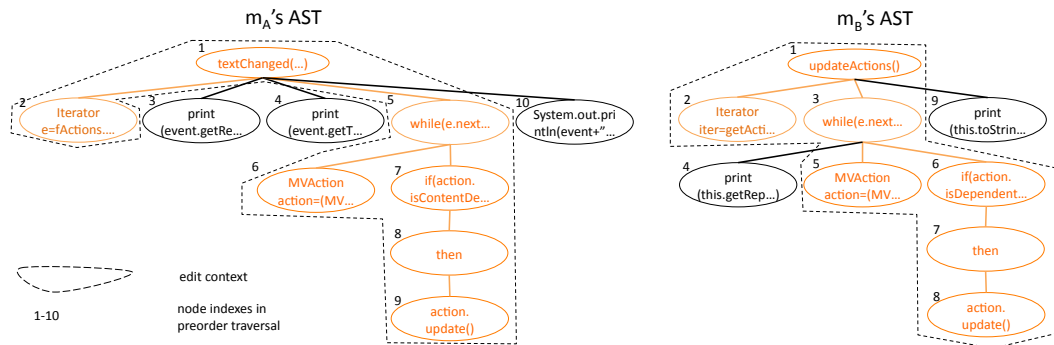 mA's AST
1
textChanged(...)
2
Iterator
e=fActions....
3
print
(event.getRe...
4
print
(event.getT...
5
while(e.next...
10
System.out.pri
ntln(event+"...
6
MVAction
action=(MV...
7
if(action.
isContentDe...
8
then
9
action.
update()
edit context
1-10
node indexes in
preorder traversal
mB's AST
1
updateActions()
2
Iterator
iter=getActi...
3
while(e.next...
9
print
(this.toStrin...
4
print
(this.getRep...)
5
MVAction
action=(MV...
6
if(action.
isDependent...
7
then
8
action.
update()